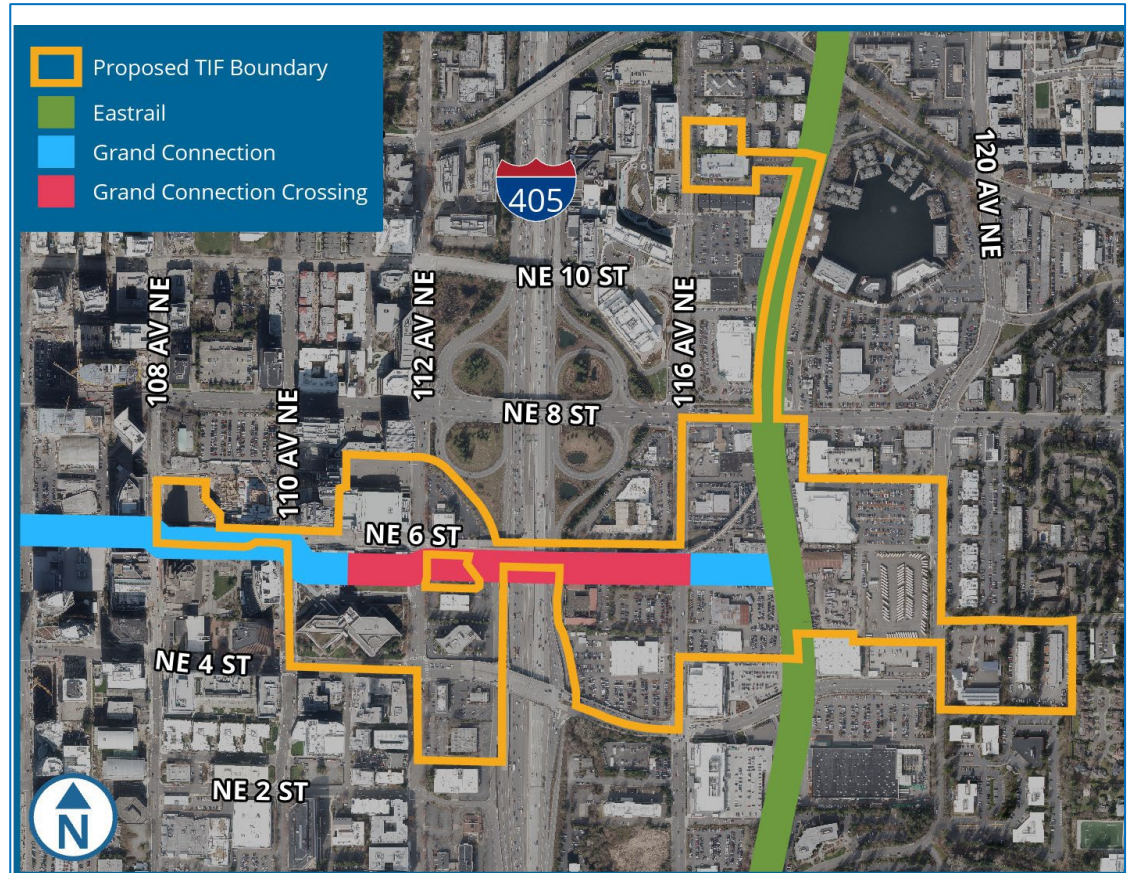 Proposed TIF Boundary
Eastrail
Grand Connection
Grand Connection Crossing
405
120 AV NE
NE 10 ST
108 AV NE
112 AV NE
116 AV NE
110 AV NE
NE 8 ST
NE 6 ST
NE 4 ST
NE 2 ST
N